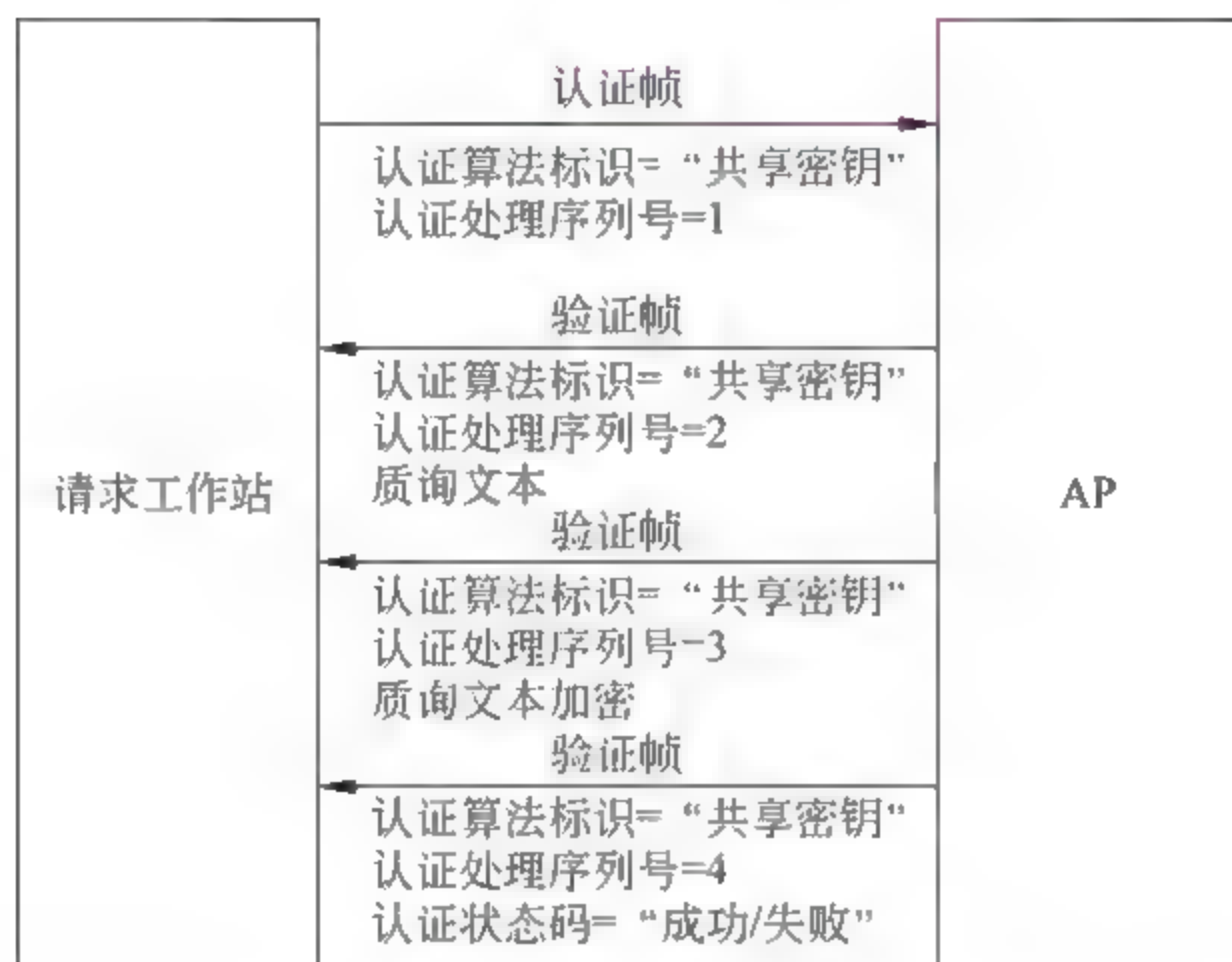 认证帧
认证算法标识= “共享密钥”
认证处理序列号=1
验证帧
认证算法标识= “共享密钥”
认证处理序列号=2
质询文本
请求工作站
AP
验证帧
认证算法标识= “共享密钥”
认证处理序列号=3
质询文本加密
验证帧
认证算法标识= “共享密钥”
认证处理序列号=4
认证状态码= “成功/失败”